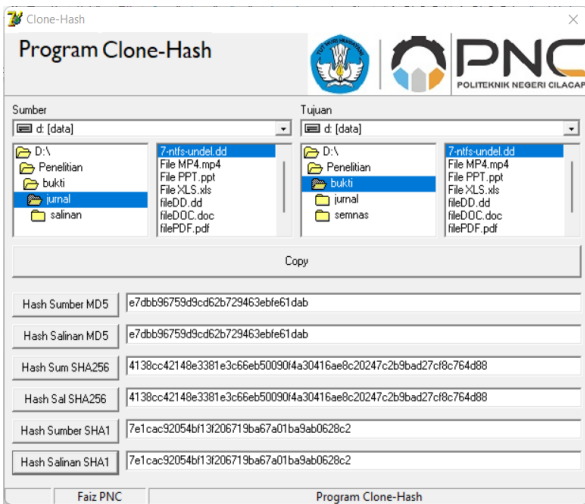 Clone-Hash
Program Clone-Hash
TUT WURI HANDAYANI
PNC
POLITEKNIK NEGERI CILACAP
Sumber
Tujuan
d: [data]
d: [data]
D:\
Penelitian
bukti
jurnal
salinan
7-ntfs-undel.dd
File MP4.mp4
File PPT.ppt
File XLS.xls
fileDD.dd
fileDOC.doc
filePDF.pdf
D:\
Penelitian
bukti
jurnal
semnas
7-ntfs-undel.dd
File MP4.mp4
File PPT.ppt
File XLS.xls
fileDD.dd
fileDOC.doc
filePDF.pdf
Copy
Hash Sumber MD5 e7dbb96759d9cd62b729463ebfe61dab
Hash Salinan MD5 e7dbb96759d9cd62b729463ebfe61dab
Hash Sum SHA256 4138cc42148e3381e3c66eb50090f4a30416ae8c20247c2b9bad27cf8c764d88
Hash Sal SHA256 4138cc42148e3381e3c66eb50090f4a30416ae8c20247c2b9bad27cf8c764d88
Hash Sumber SHA1 7e1cac92054bf13f206719ba67a01ba9ab0628c2
Hash Salinan SHA1 7e1cac92054bf13f206719ba67a01ba9ab0628c2
Faiz PNC Program Clone-Hash